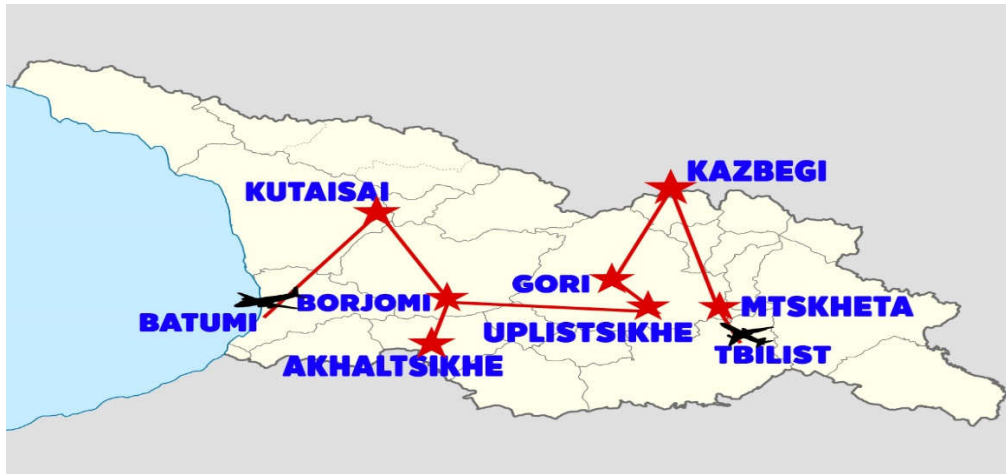 KAZBEGI
KUTAISAI
GORI
BORJOMI
MTSKHETA
BATUMI
UPLISTSIKHE
TBILIST
AKHALTSIKHE